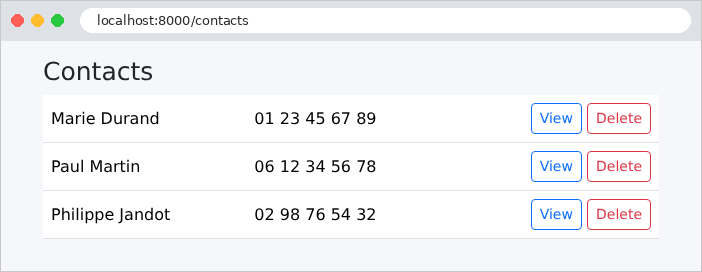 localhost:8000/contacts
Contacts
Marie Durand 01 23 45 67 89 View Delete
Paul Martin 06 12 34 56 78 View Delete
Philippe Jandot 02 98 76 54 32 View Delete